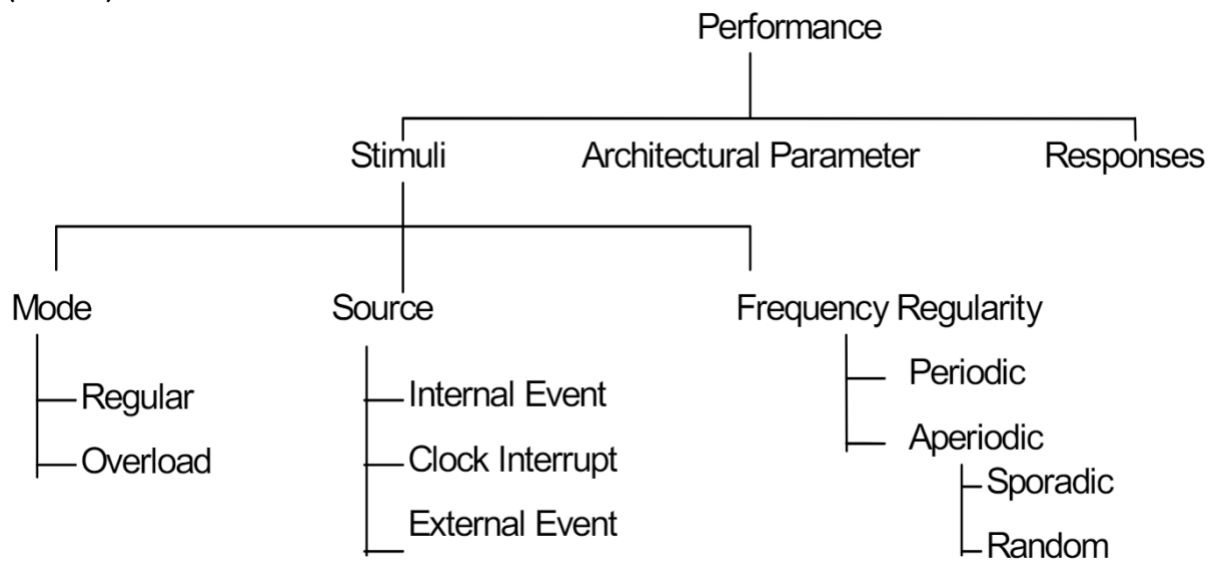 Performance
Stimuli Architectural Parameter Responses
Mode Source Frequency Regularity
Regular Internal Event Periodic
Overload Clock Interrupt Aperiodic
External Event Sporadic
Random